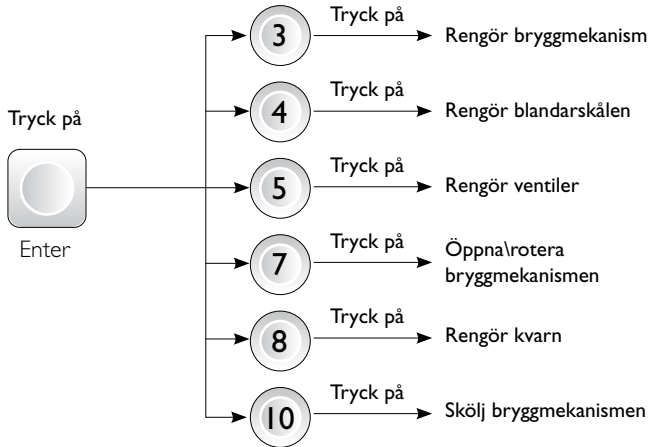 Tryck på
Enter
3
Tryck på
Rengör bryggmekanism
4
Tryck på
Rengör blandarskålen
5
Tryck på
Rengör ventiler
7
Tryck på
Öppna\rotera
bryggmekanismen
8
Tryck på
Rengör kvarn
10
Tryck på
Skölj bryggmekanismen